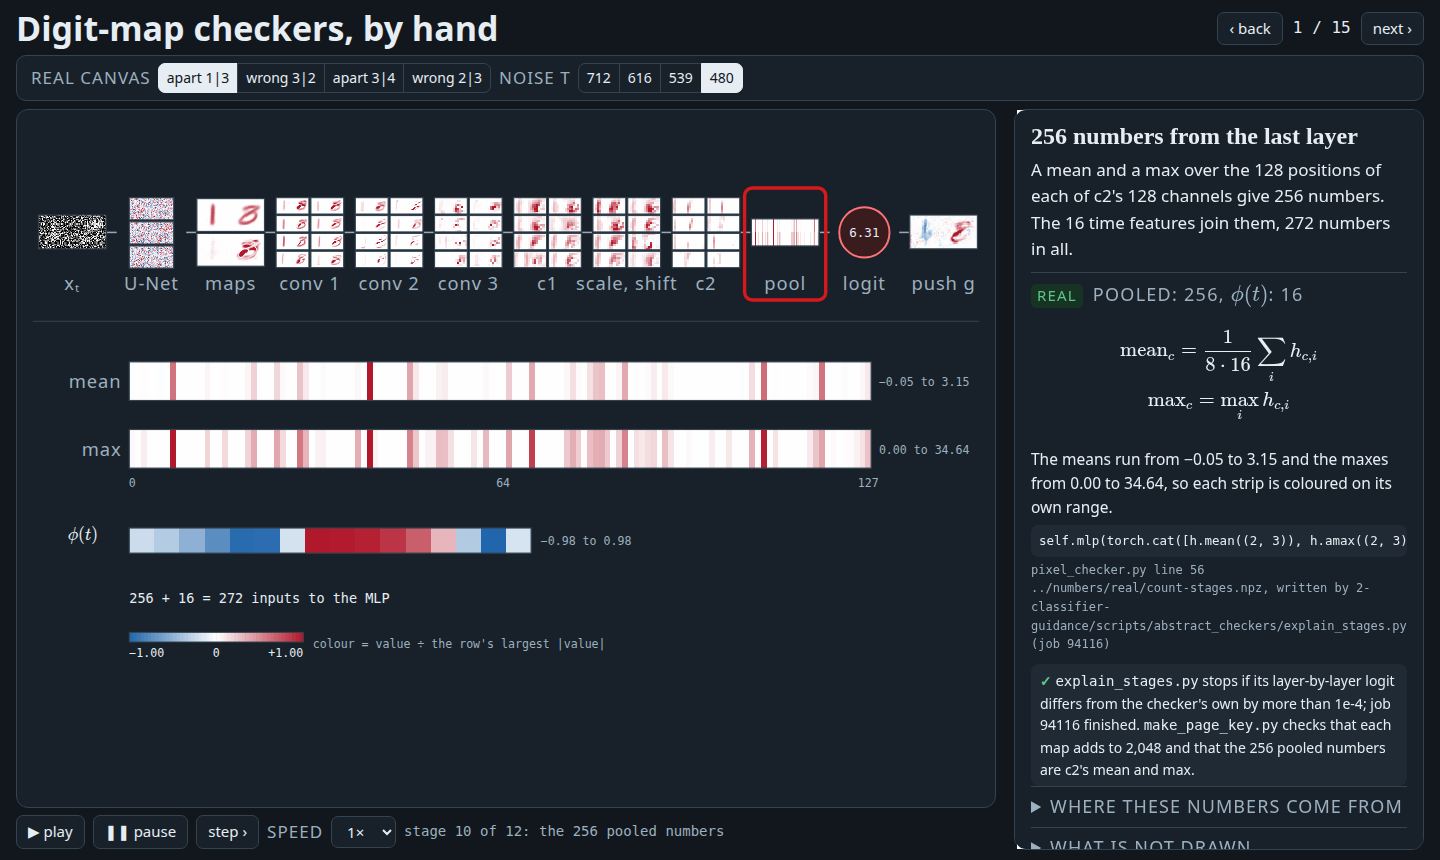 Digit-map checkers, by hand
‹ back 1 / 15 next ›
REAL CANVAS apart 1|3 wrong 3|2 apart 3|4 wrong 2|3 NOISE T 712 616 539 480
6.31
xₜ U-Net maps conv 1 conv 2 conv 3 c1 scale, shift c2 pool logit push g
mean −0.05 to 3.15
max 0.00 to 34.64
0 64 127
ϕ(t) −0.98 to 0.98
256 + 16 = 272 inputs to the MLP
colour = value ÷ the row's largest |value|
−1.00 0 +1.00
▶ play ❚❚ pause step › SPEED 1× stage 10 of 12: the 256 pooled numbers
256 numbers from the last layer
A mean and a max over the 128 positions of
each of c2's 128 channels give 256 numbers.
The 16 time features join them, 272 numbers
in all.
REAL POOLED: 256, ϕ(t): 16
mean_c = 1/(8 · 16) ∑_i h_{c,i}
max_c = max_i h_{c,i}
The means run from −0.05 to 3.15 and the maxes
from 0.00 to 34.64, so each strip is coloured on its
own range.
self.mlp(torch.cat([h.mean((2, 3)), h.amax((2, 3)
pixel_checker.py line 56
../numbers/real/count-stages.npz, written by 2-
classifier-
guidance/scripts/abstract_checkers/explain_stages.py
(job 94116)
✓ explain_stages.py stops if its layer-by-layer logit
differs from the checker's own by more than 1e-4; job
94116 finished. make_page_key.py checks that each
map adds to 2,048 and that the 256 pooled numbers
are c2's mean and max.
▶ WHERE THESE NUMBERS COME FROM
▶ WHAT IS NOT DRAWN